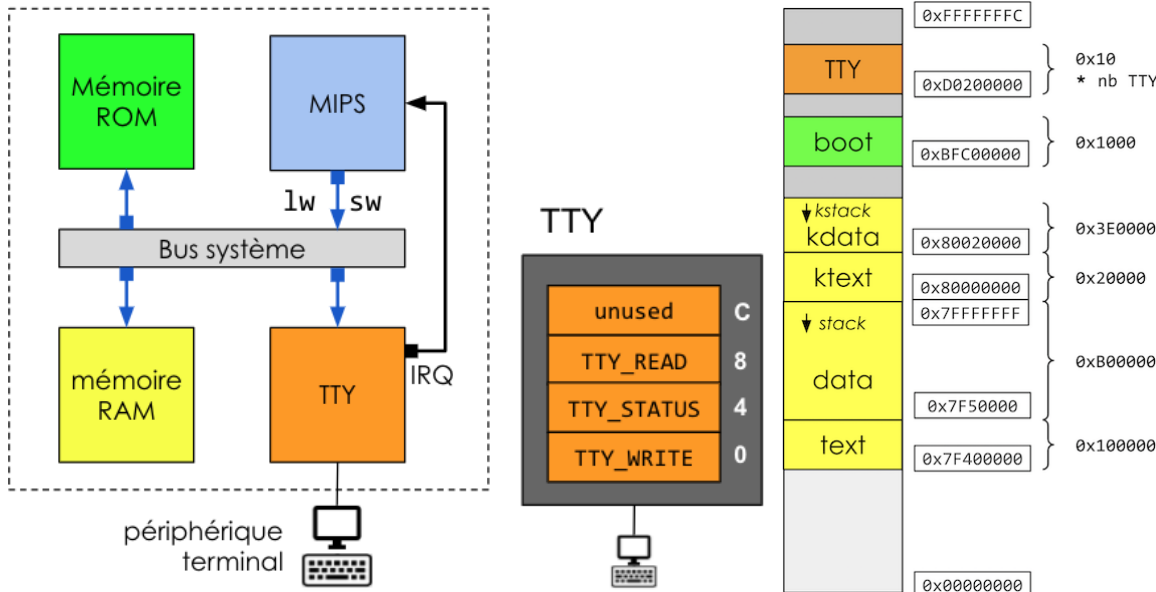 Mémoire
ROM
MIPS
lw sw
Bus système
mémoire
RAM
TTY
IRQ
périphérique
terminal
TTY
unused C
TTY_READ 8
TTY_STATUS 4
TTY_WRITE 0
0xFFFFFFFC
TTY
0xD0200000
0x10
* nb TTY
boot
0xBFC00000
0x1000
kstack
kdata
0x80020000
0x3E0000
ktext
0x80000000
0x20000
0x7FFFFFFF
stack
data
0x7F50000
0xB00000
text
0x7F400000
0x100000
0x00000000